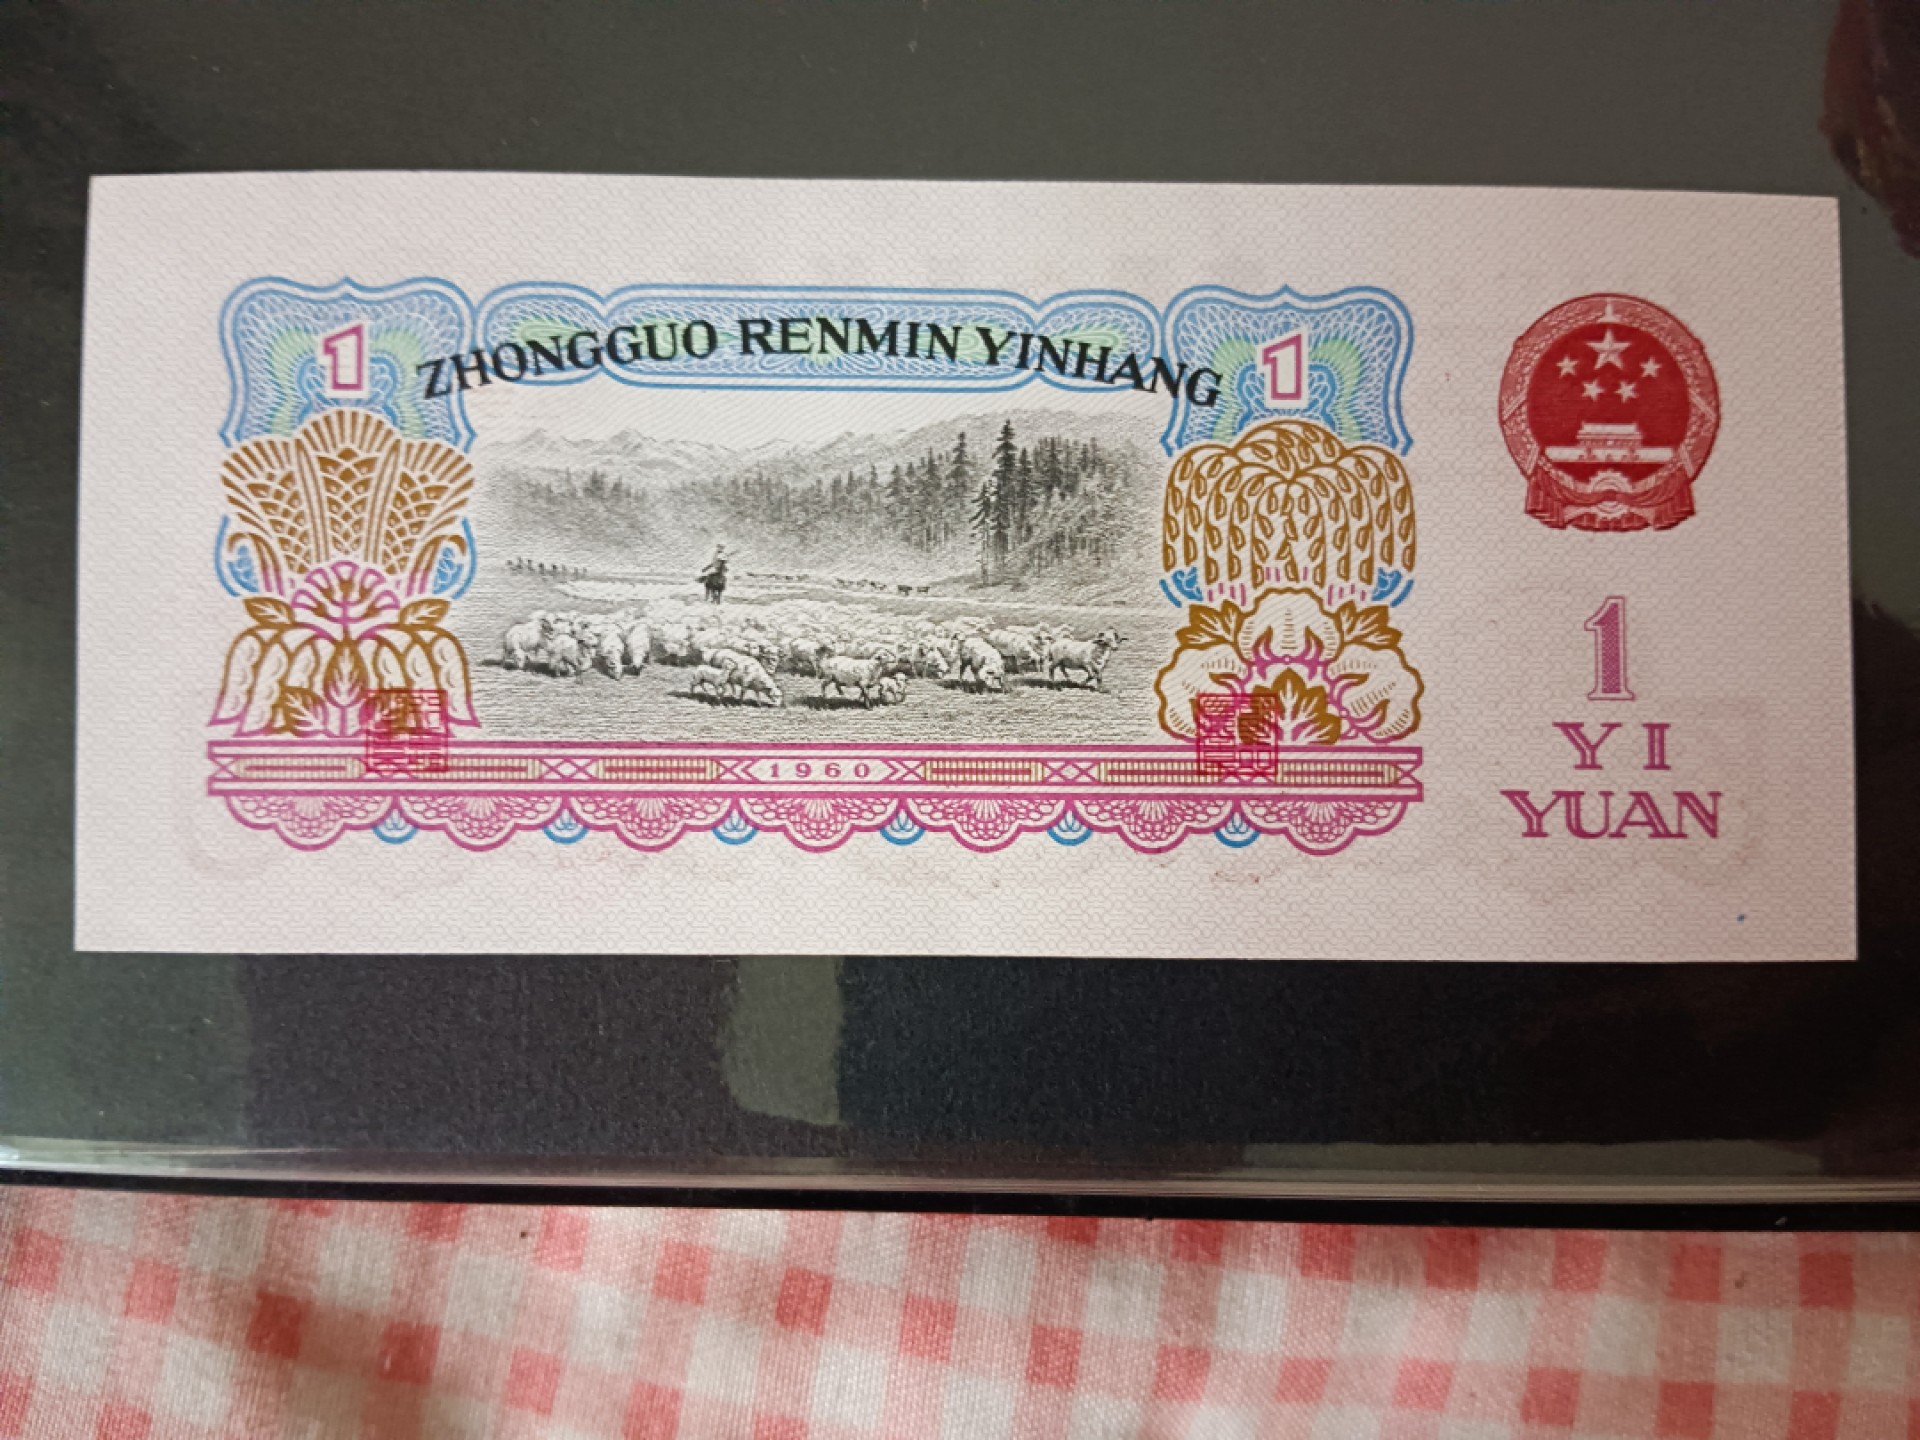 ZHONGGUO RENMIN YINHANG
1
1
1960
1
YI
YUAN